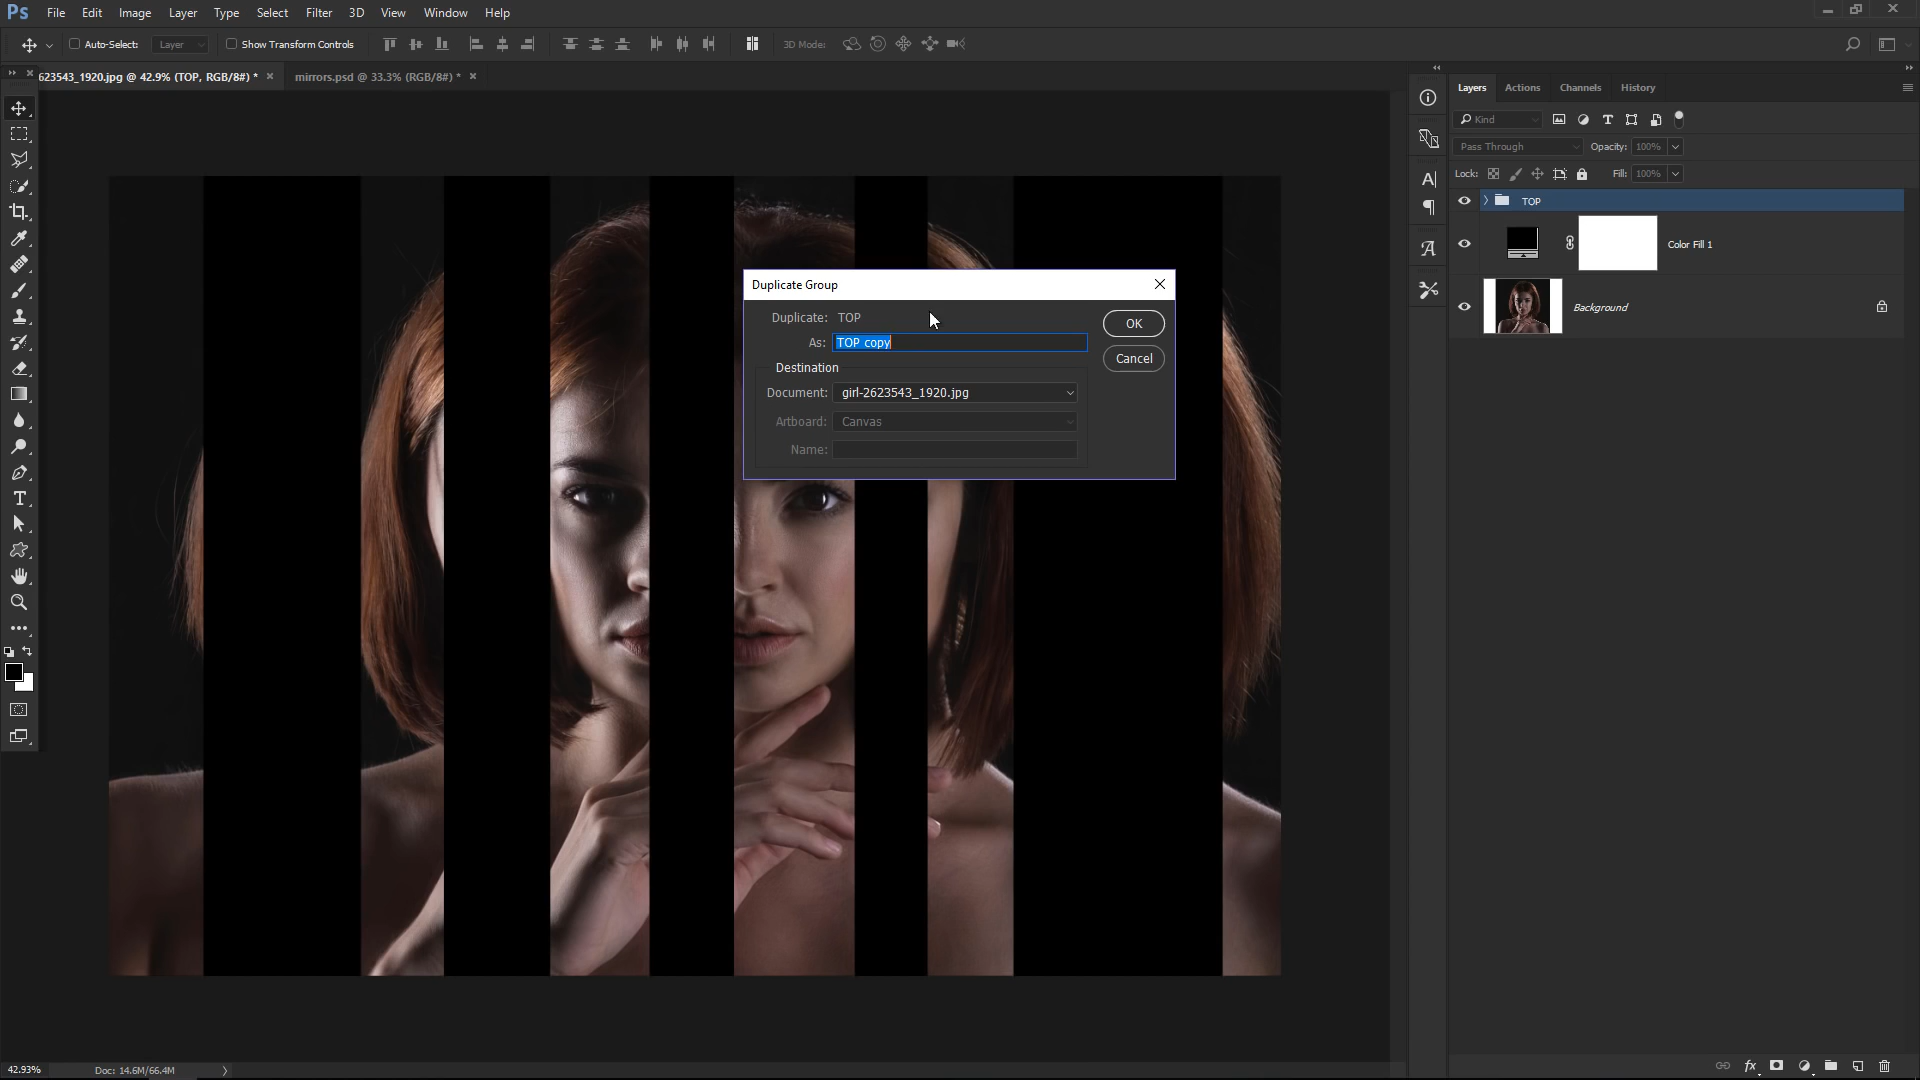 Ps File Edit Image Layer Type Select Filter 3D View Window Help
Auto-Select: Layer Show Transform Controls 3D Mode:
623543_1920.jpg @ 42.9% (TOP, RGB/8#) * × mirrors.psd @ 33.3% (RGB/8#) * ×
Layers Actions Channels History
Kind
Pass Through Opacity: 100%
Lock: Fill: 100%
TOP
Color Fill 1
Background
Duplicate Group
Duplicate: TOP
As: TOP copy
OK
Cancel
Destination
Document: girl-2623543_1920.jpg
Artboard: Canvas
Name:
42.93% Doc: 14.6M/66.4M
fx